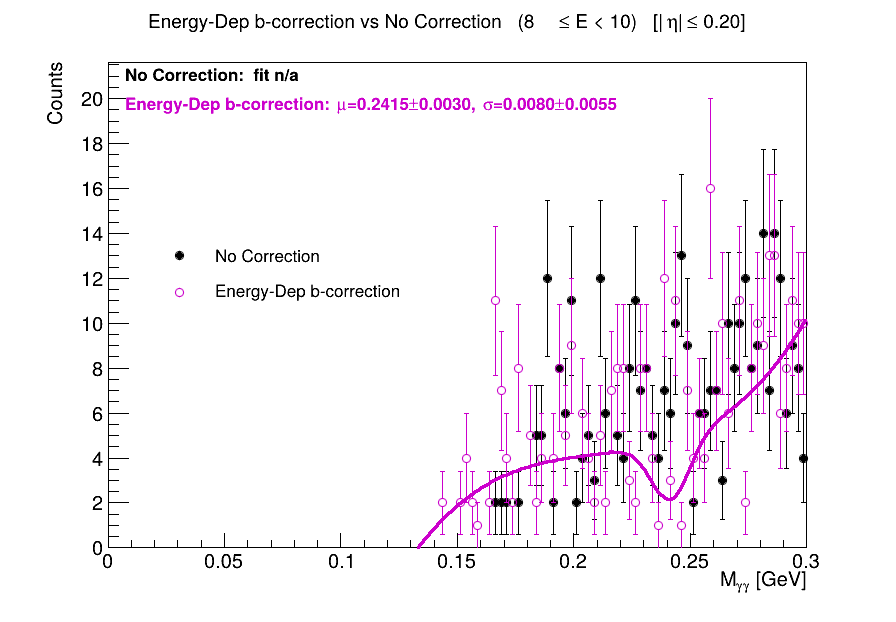 Energy-Dep b-correction vs No Correction (8 ≤ E < 10) [|η| ≤ 0.20]
Counts
No Correction: fit n/a
Energy-Dep b-correction: μ=0.2415±0.0030, σ=0.0080±0.0055
20
18
16
14
12
10
8
6
4
2
0
No Correction
Energy-Dep b-correction
0 0.05 0.1 0.15 0.2 0.25 0.3
M_γγ [GeV]